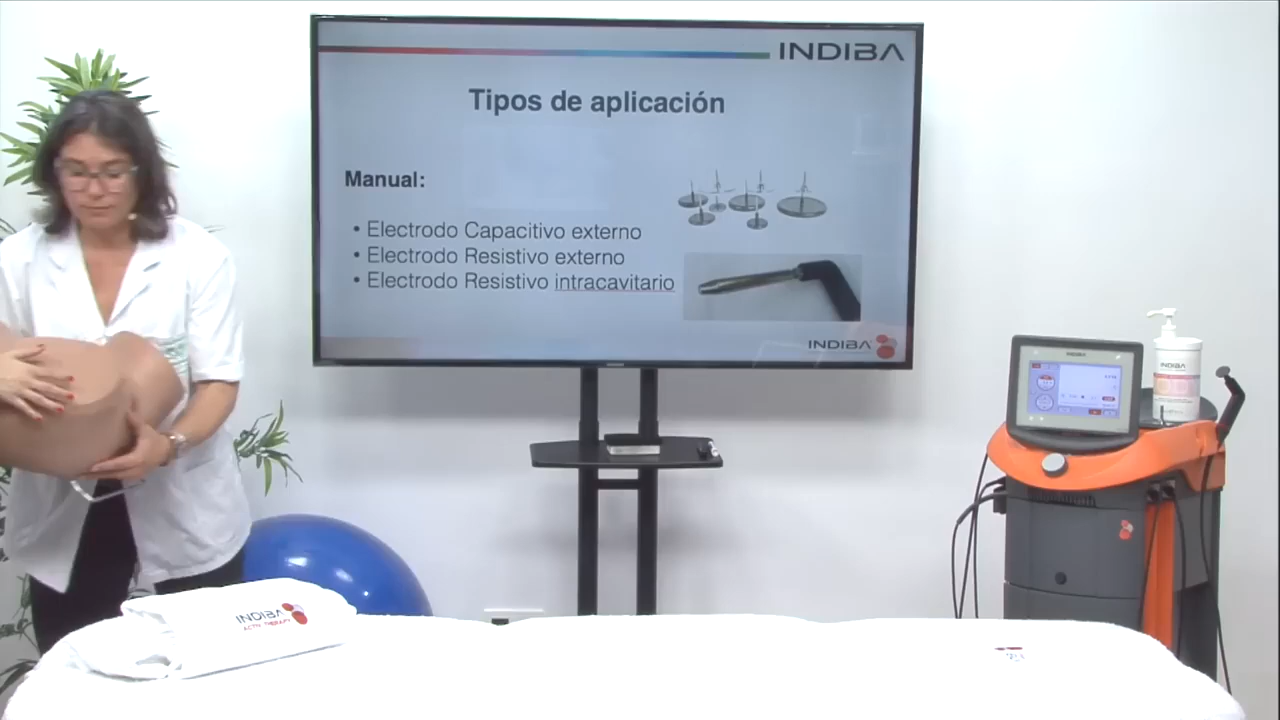 INDIBA
Tipos de aplicación
Manual:
• Electrodo Capacitivo externo
• Electrodo Resistivo externo
• Electrodo Resistivo intracavitario
INDIBA
INDIBA
INDIBA
INDIBA
ACTIV THERAPY